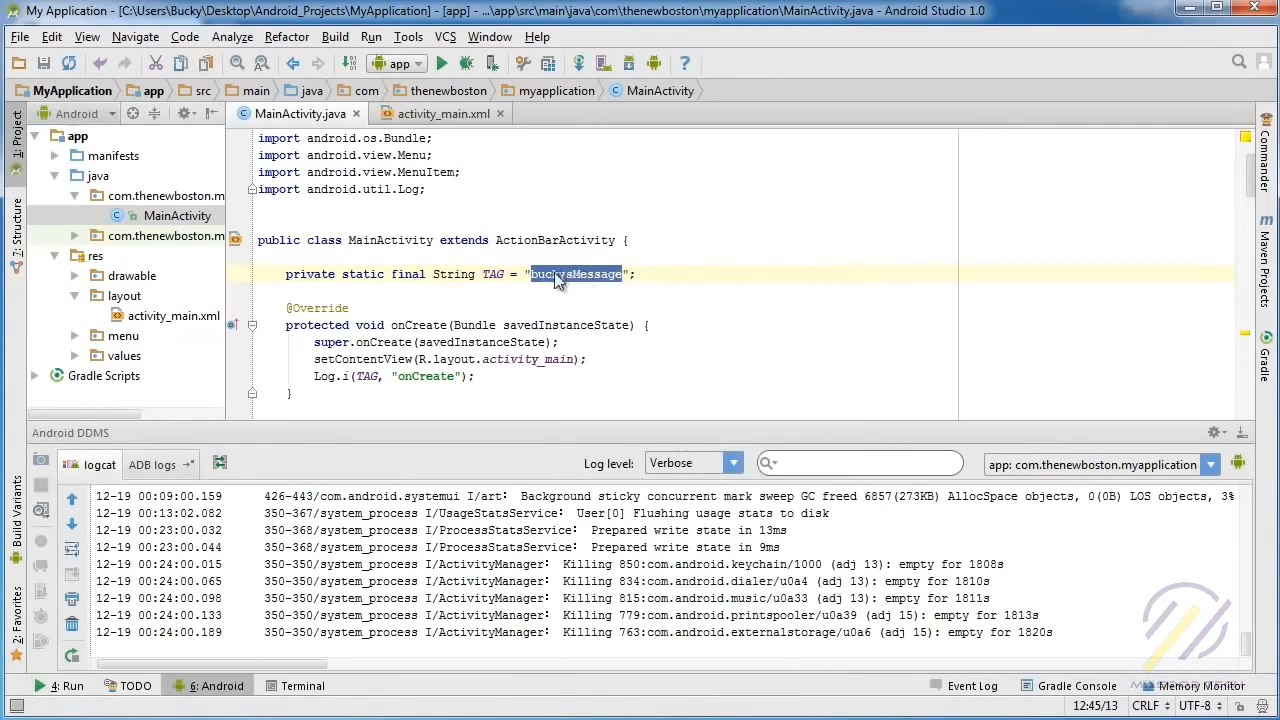 My Application - [C:\Users\Bucky\Desktop\Android_Projects\MyApplication] - [app] - ...\app\src\main\java\com\thenewboston\myapplication\MainActivity.java - Android Studio 1.0
File Edit View Navigate Code Analyze Refactor Build Run Tools VCS Window Help
app
MyApplication app src main java com thenewboston myapplication MainActivity
Android MainActivity.java activity_main.xml
1: Project
7: Structure
Build Variants
2: Favorites
app
manifests
java
com.thenewboston.m
MainActivity
com.thenewboston.m
res
drawable
layout
activity_main.xml
menu
values
Gradle Scripts
import android.os.Bundle;
import android.view.Menu;
import android.view.MenuItem;
import android.util.Log;
public class MainActivity extends ActionBarActivity {
private static final String TAG = "buckysMessage";
@Override
protected void onCreate(Bundle savedInstanceState) {
super.onCreate(savedInstanceState);
setContentView(R.layout.activity_main);
Log.i(TAG, "onCreate");
}
Commander
m Maven Projects
Gradle
Android DDMS
logcat ADB logs Log level: Verbose app: com.thenewboston.myapplication
12-19 00:09:00.159 426-443/com.android.systemui I/art: Background sticky concurrent mark sweep GC freed 6857(273KB) AllocSpace objects, 0(0B) LOS objects, 3%
12-19 00:13:02.082 350-367/system_process I/UsageStatsService: User[0] Flushing usage stats to disk
12-19 00:23:00.032 350-368/system_process I/ProcessStatsService: Prepared write state in 13ms
12-19 00:23:00.044 350-368/system_process I/ProcessStatsService: Prepared write state in 9ms
12-19 00:24:00.015 350-350/system_process I/ActivityManager: Killing 850:com.android.keychain/1000 (adj 13): empty for 1808s
12-19 00:24:00.065 350-350/system_process I/ActivityManager: Killing 834:com.android.dialer/u0a4 (adj 13): empty for 1810s
12-19 00:24:00.098 350-350/system_process I/ActivityManager: Killing 815:com.android.music/u0a33 (adj 13): empty for 1811s
12-19 00:24:00.133 350-350/system_process I/ActivityManager: Killing 779:com.android.printspooler/u0a39 (adj 15): empty for 1813s
12-19 00:24:00.189 350-350/system_process I/ActivityManager: Killing 763:com.android.externalstorage/u0a6 (adj 15): empty for 1820s
4: Run TODO 6: Android Terminal Event Log Gradle Console Memory Monitor
12:45/13 CRLF UTF-8